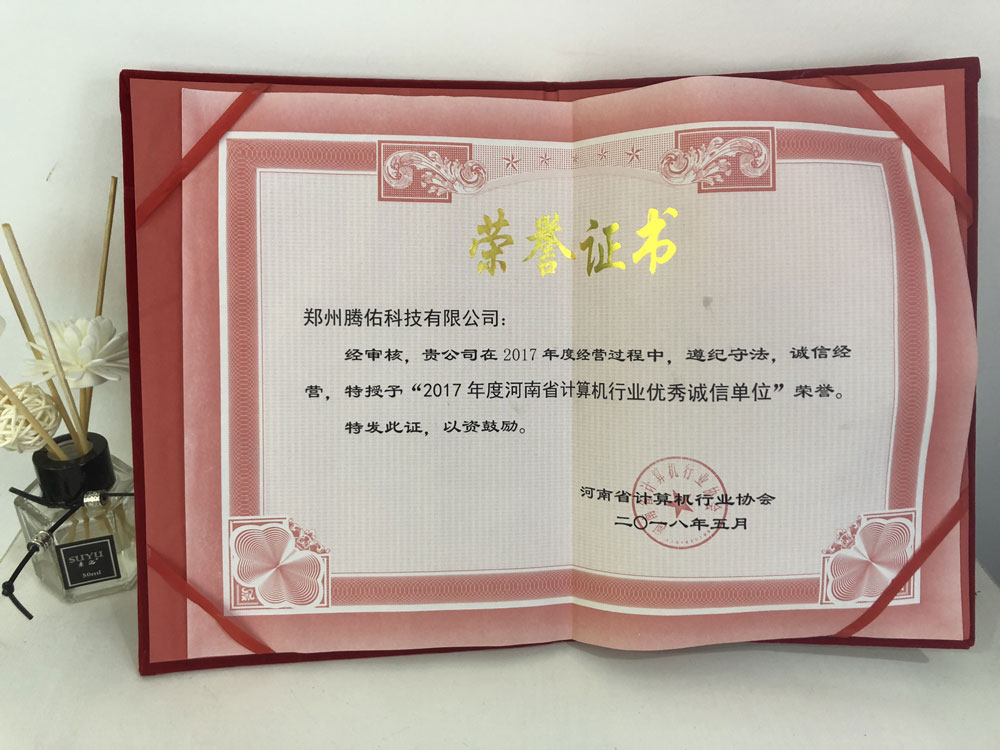 荣誉证书
郑州腾佑科技有限公司：
经审核，贵公司在2017年度经营过程中，遵纪守法，诚信经
营，特授予“2017年度河南省计算机行业优秀诚信单位”荣誉。
特发此证，以资鼓励。
河南省计算机行业协会
二〇一八年五月
SUYU
50ml